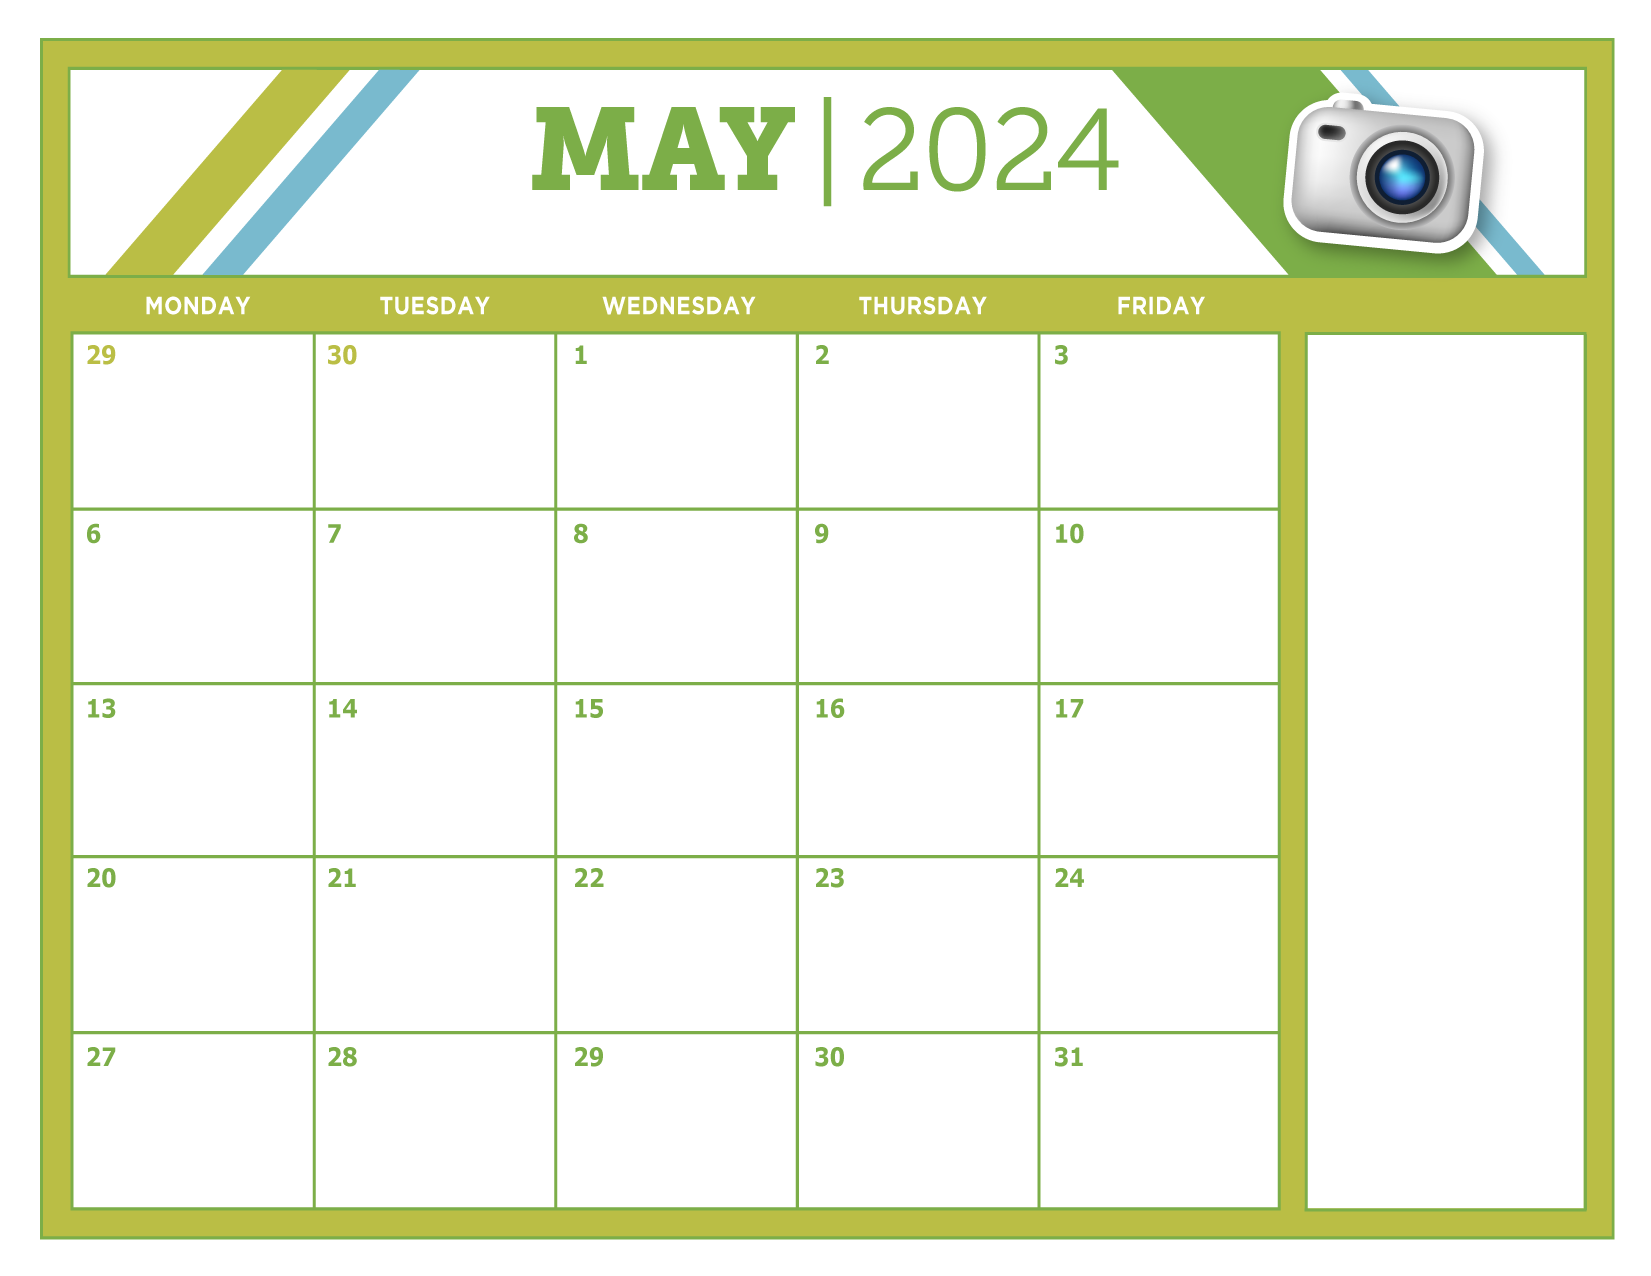 MAY | 2024
MONDAY TUESDAY WEDNESDAY THURSDAY FRIDAY
29 30 1 2 3
6 7 8 9 10
13 14 15 16 17
20 21 22 23 24
27 28 29 30 31